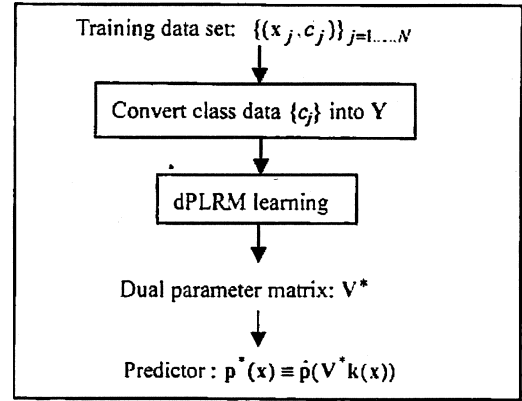 Training data set: {(x_j, c_j)}_{j=1.....N}
Convert class data {c_j} into Y
dPLRM learning
Dual parameter matrix: V*
Predictor : p*(x) ≡ p̂(V*k(x))